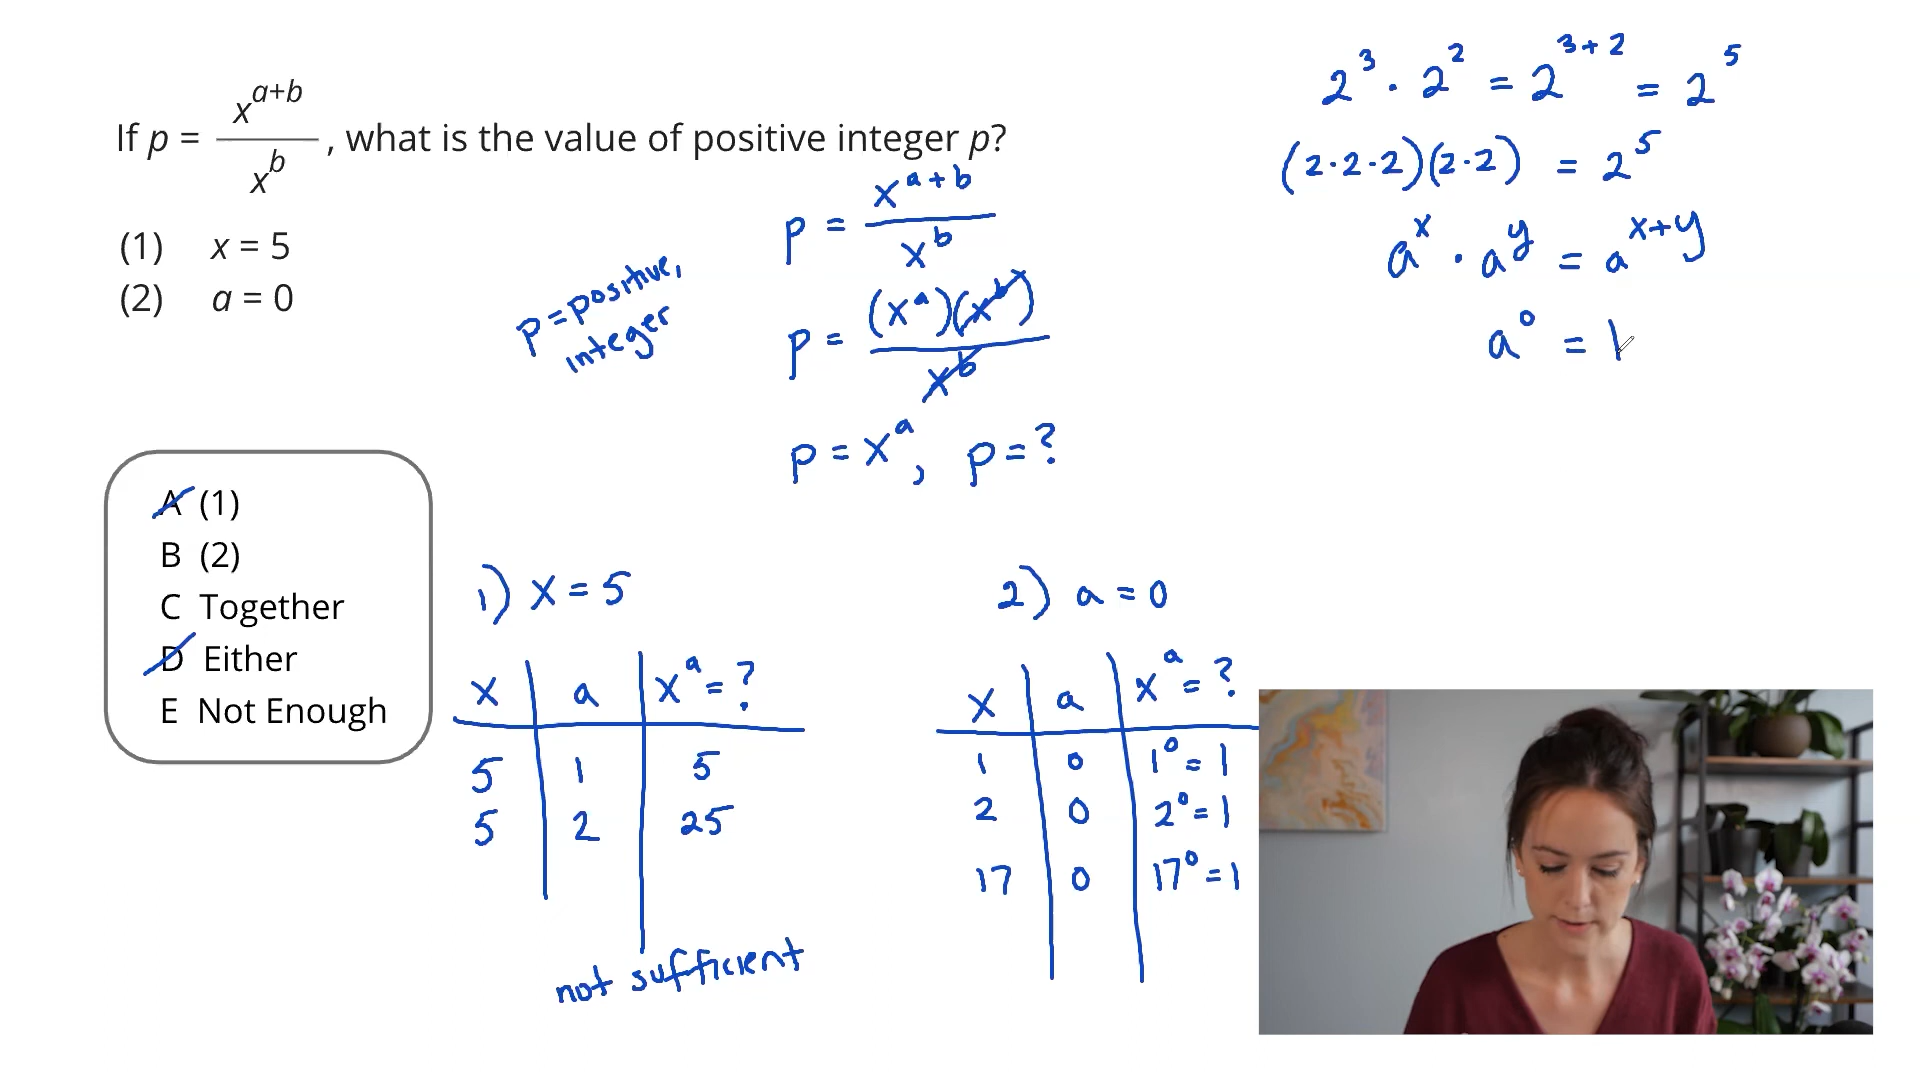 If p = x^(a+b) / x^b , what is the value of positive integer p?
(1) x = 5
(2) a = 0
p = positive, integer
p = x^(a+b) / x^b
p = (x^a)(x^b) / x^b
p = x^a, p = ?
2^3 · 2^2 = 2^(3+2) = 2^5
(2·2·2)(2·2) = 2^5
a^x · a^y = a^(x+y)
a^0 = 1
A (1)
B (2)
C Together
D Either
E Not Enough
1) x = 5
x a x^a = ?
5 1 5
5 2 25
not sufficient
2) a = 0
x a x^a = ?
1 0 1^0 = 1
2 0 2^0 = 1
17 0 17^0 = 1